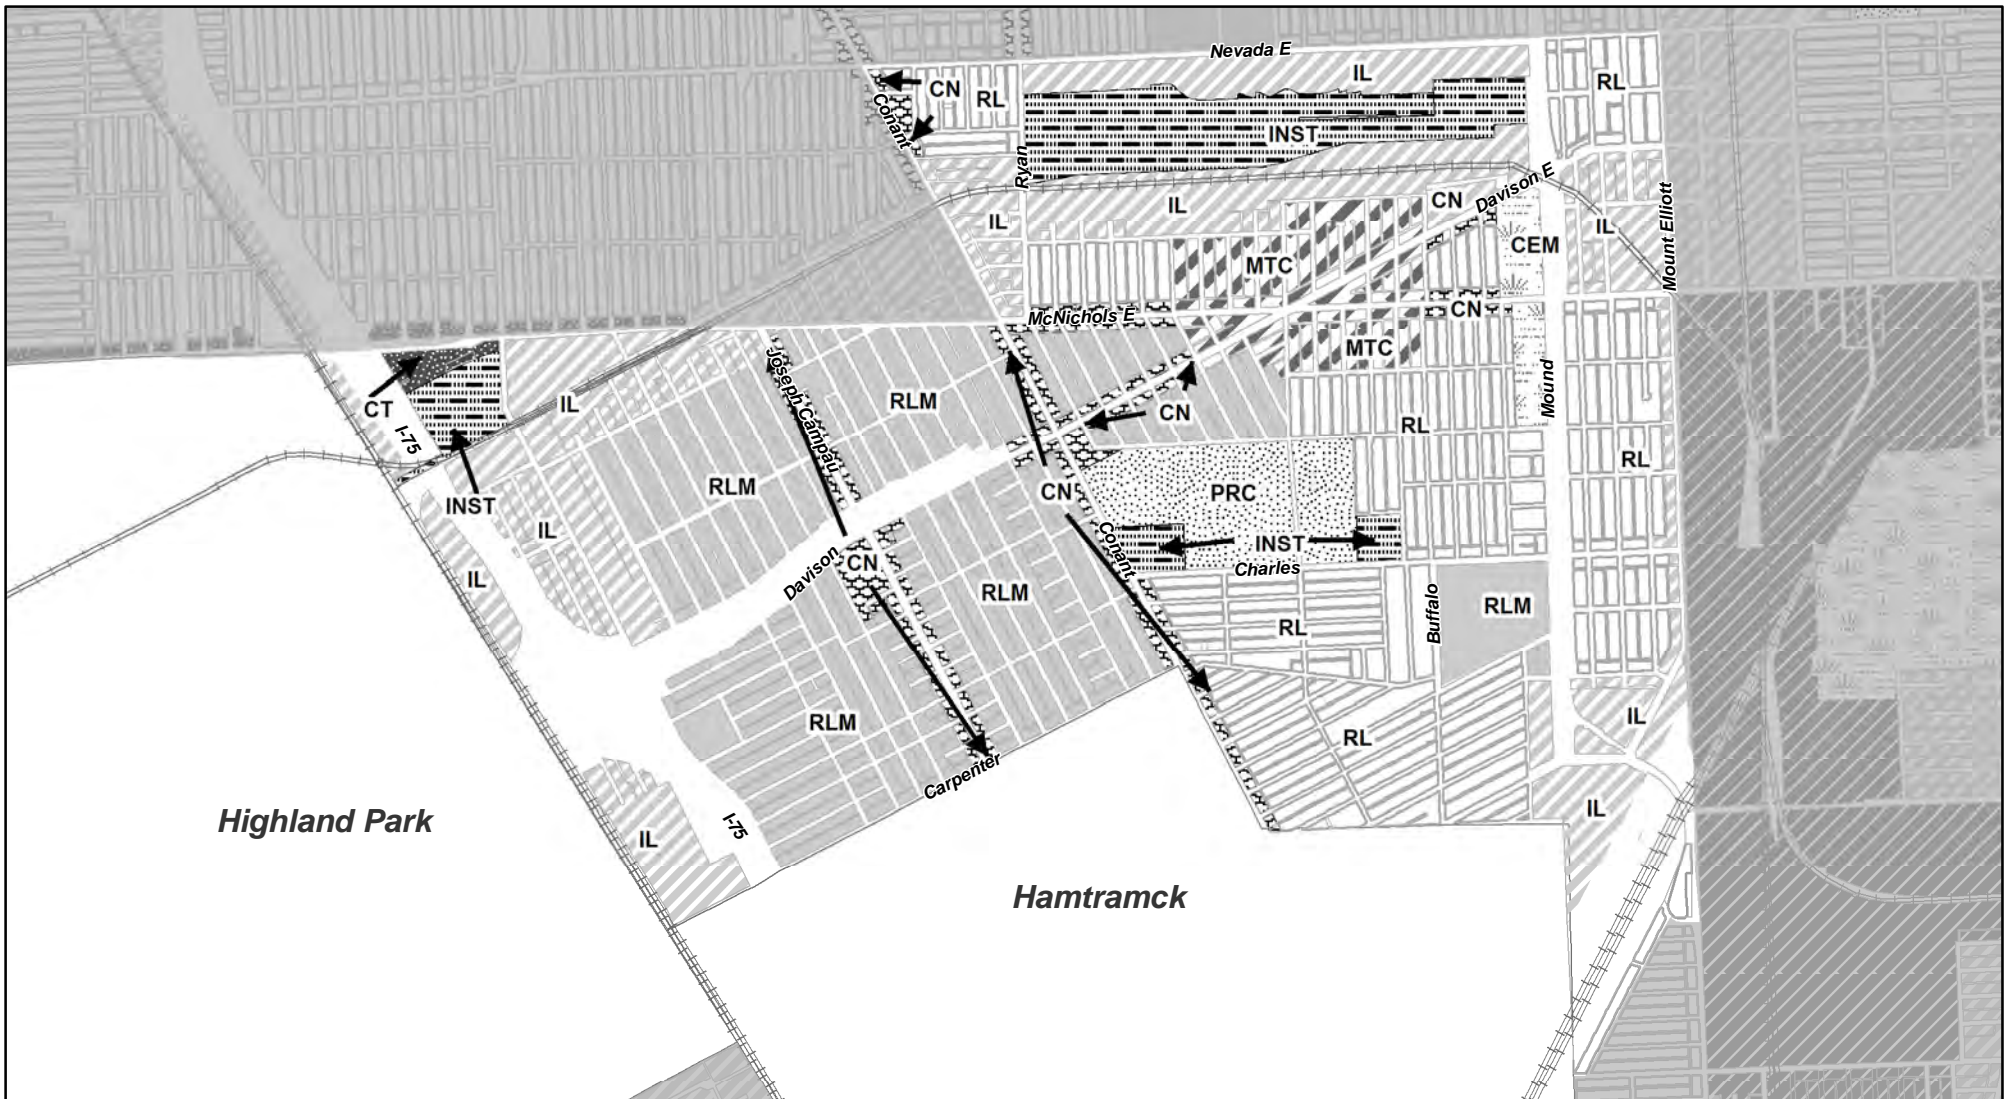 Nevada E
IL
RL
CN
RL
Conant
INST
Ryan
Davison E
Mount Elliott
CN
IL
IL
IL
CEM
MTC
McNichols E
CN
MTC
Joseph Campau
CT
IL
RLM
CN
Mound
RL
I-75
RL
RLM
CN
PRC
INST
IL
Conant
INST
Charles
Davison
CN
IL
RLM
Buffalo
RLM
RL
RLM
IL
RL
Carpenter
Highland Park
I-75
IL
IL
Hamtramck